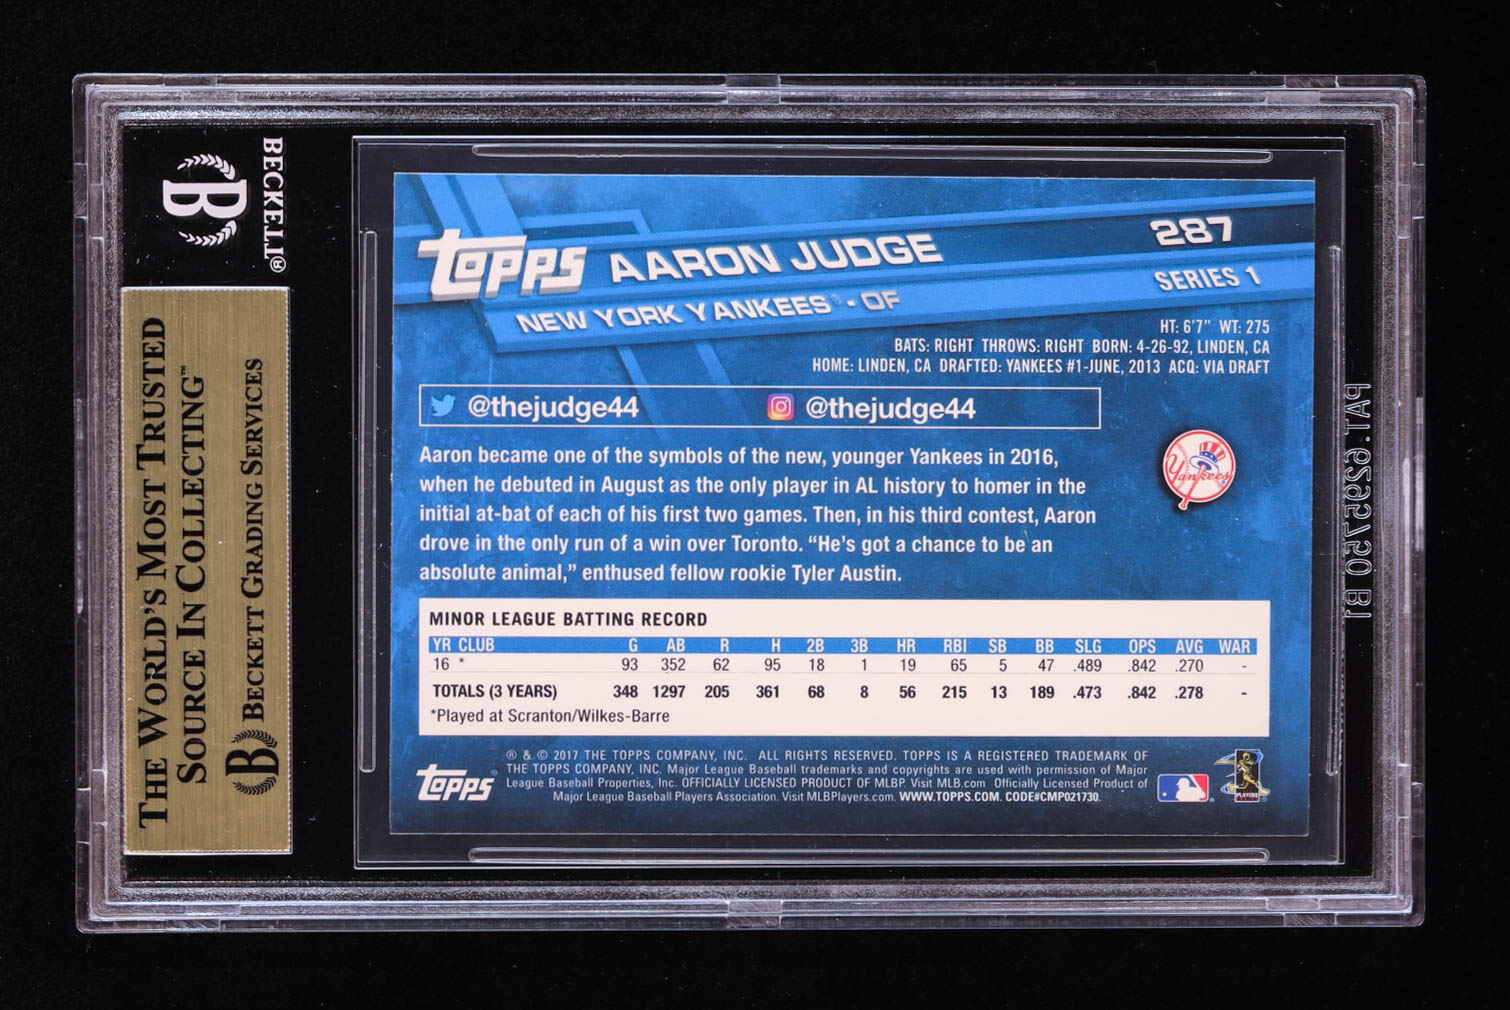 BECKETT®
B
THE WORLD'S MOST TRUSTED
SOURCE IN COLLECTING™
B BECKETT GRADING SERVICES
topps AARON JUDGE 287
NEW YORK YANKEES® - OF SERIES 1
HT: 6'7" WT: 275
BATS: RIGHT THROWS: RIGHT BORN: 4-26-92, LINDEN, CA
HOME: LINDEN, CA DRAFTED: YANKEES #1-JUNE, 2013 ACQ: VIA DRAFT
@thejudge44 @thejudge44
Aaron became one of the symbols of the new, younger Yankees in 2016,
when he debuted in August as the only player in AL history to homer in the
initial at-bat of each of his first two games. Then, in his third contest, Aaron
drove in the only run of a win over Toronto. “He’s got a chance to be an
absolute animal,” enthused fellow rookie Tyler Austin.
Yankees
MINOR LEAGUE BATTING RECORD
YR CLUB G AB R H 2B 3B HR RBI SB BB SLG OPS AVG WAR
16 * 93 352 62 95 18 1 19 65 5 47 .489 .842 .270 -
TOTALS (3 YEARS) 348 1297 205 361 68 8 56 215 13 189 .473 .842 .278 -
*Played at Scranton/Wilkes-Barre
topps®
® & © 2017 THE TOPPS COMPANY, INC. ALL RIGHTS RESERVED. TOPPS IS A REGISTERED TRADEMARK OF
THE TOPPS COMPANY, INC. Major League Baseball trademarks and copyrights are used with permission of Major
League Baseball Properties, Inc. OFFICIALLY LICENSED PRODUCT OF MLBP. Visit MLB.com Officially Licensed Product of
Major League Baseball Players Association. Visit MLBPlayers.com. WWW.TOPPS.COM. CODE#CMP021730.
PLAYERS